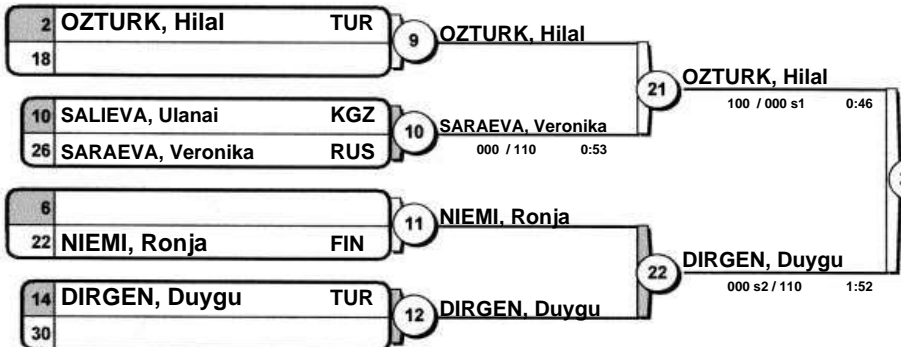 2 OZTURK, Hilal TUR
18
9 OZTURK, Hilal
10 SALIEVA, Ulanai KGZ
26 SARAEVA, Veronika RUS
10 SARAEVA, Veronika
000 / 110 0:53
21 OZTURK, Hilal
100 / 000 s1 0:46
6
22 NIEMI, Ronja FIN
11 NIEMI, Ronja
14 DIRGEN, Duygu TUR
30
12 DIRGEN, Duygu
22 DIRGEN, Duygu
000 s2 / 110 1:52